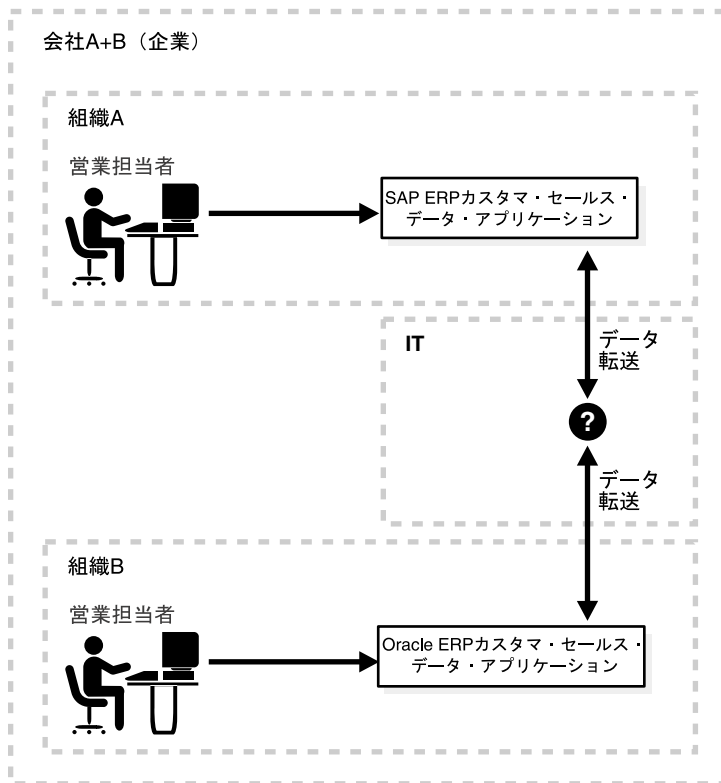 会社A+B（企業）
組織A
営業担当者
SAP ERPカスタマ・セールス・
データ・アプリケーション
IT
データ
転送
?
データ
転送
組織B
営業担当者
Oracle ERPカスタマ・セールス・
データ・アプリケーション